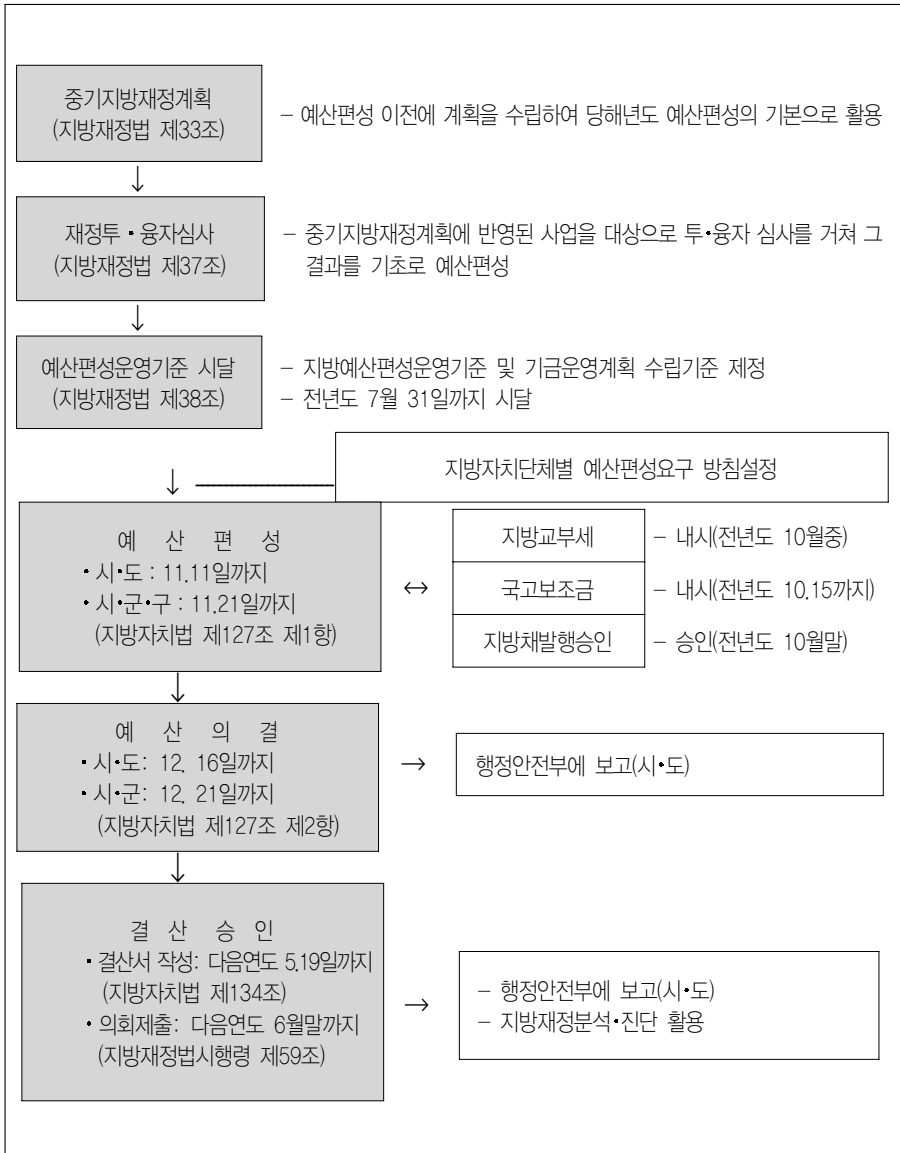 중기지방재정계획
(지방재정법 제33조)
– 예산편성 이전에 계획을 수립하여 당해년도 예산편성의 기본으로 활용
↓
재정투•융자심사
(지방재정법 제37조)
– 중기지방재정계획에 반영된 사업을 대상으로 투•융자 심사를 거쳐 그
결과를 기초로 예산편성
↓
예산편성운영기준 시달
(지방재정법 제38조)
– 지방예산편성운영기준 및 기금운영계획 수립기준 제정
– 전년도 7월 31일까지 시달
↓
지방자치단체별 예산편성요구 방침설정
예 산 편 성
• 시•도 : 11.11일까지
• 시•군•구 : 11.21일까지
(지방자치법 제127조 제1항)
↔
지방교부세 – 내시(전년도 10월중)
국고보조금 – 내시(전년도 10.15까지)
지방채발행승인 – 승인(전년도 10월말)
↓
예 산 의 결
• 시•도: 12. 16일까지
• 시•군: 12. 21일까지
(지방자치법 제127조 제2항)
→
행정안전부에 보고(시•도)
↓
결 산 승 인
• 결산서 작성: 다음연도 5.19일까지
(지방자치법 제134조)
• 의회제출: 다음연도 6월말까지
(지방재정법시행령 제59조)
→
– 행정안전부에 보고(시•도)
– 지방재정분석•진단 활용